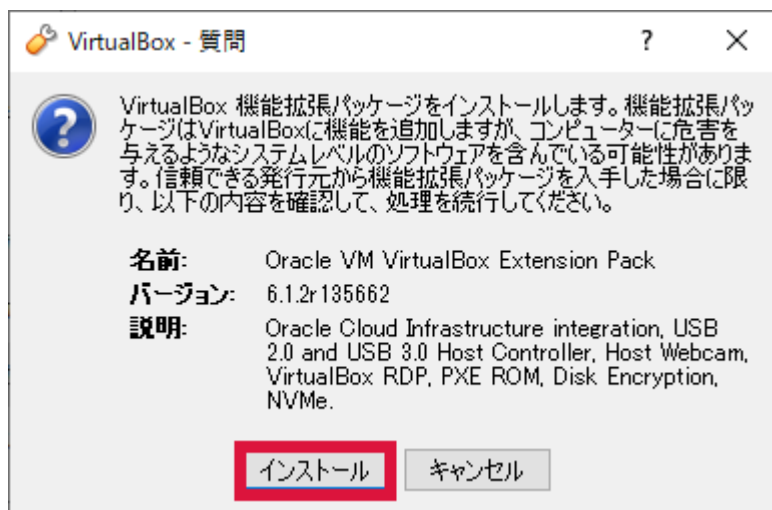 VirtualBox - 質問
?
VirtualBox 機能拡張パッケージをインストールします。機能拡張パッ
ケージはVirtualBoxに機能を追加しますが、コンピューターに危害を
与えるようなシステムレベルのソフトウェアを含んでいる可能性がありま
す。信頼できる発行元から機能拡張パッケージを入手した場合に限
り、以下の内容を確認して、処理を続行してください。
名前: Oracle VM VirtualBox Extension Pack
バージョン: 6.1.2r135662
説明: Oracle Cloud Infrastructure integration, USB
2.0 and USB 3.0 Host Controller, Host Webcam,
VirtualBox RDP, PXE ROM, Disk Encryption,
NVMe.
インストール キャンセル